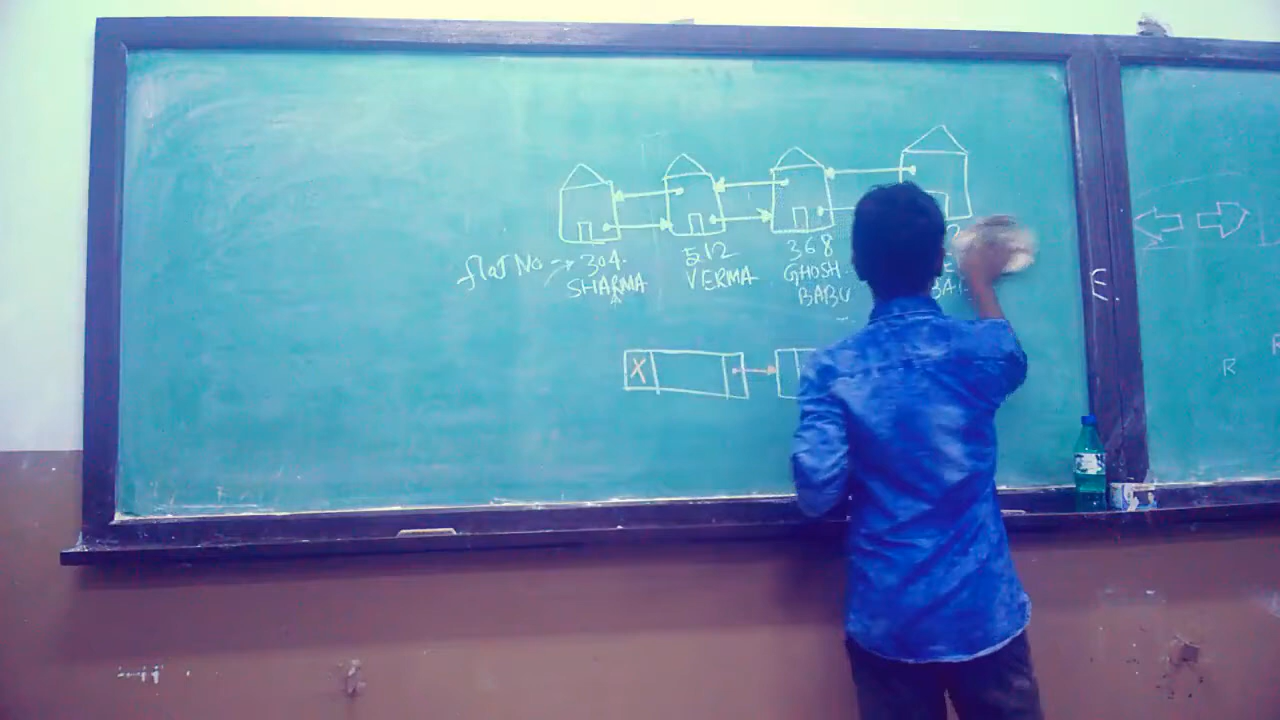 flat No → 304. 512 368
SHARMA VERMA GHOSH
BABU
X
E.
R
R